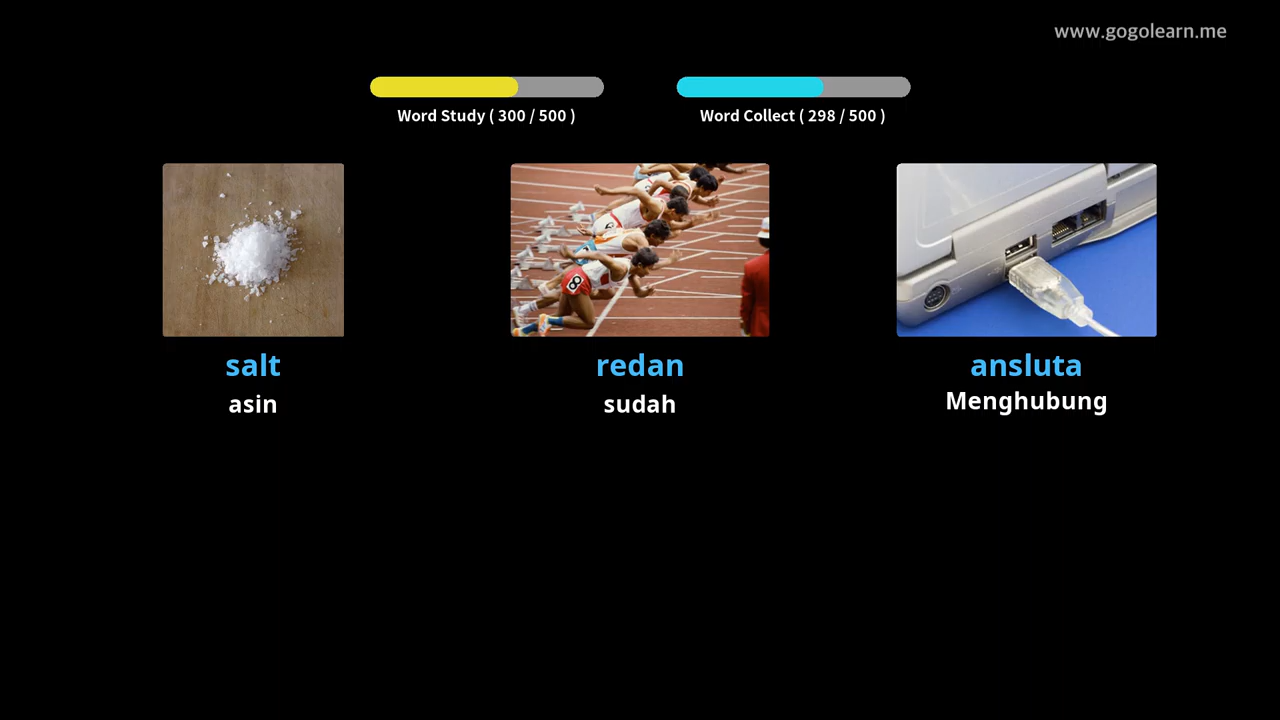 www.gogolearn.me
Word Study ( 300 / 500 )
Word Collect ( 298 / 500 )
salt
asin
redan
sudah
ansluta
Menghubung